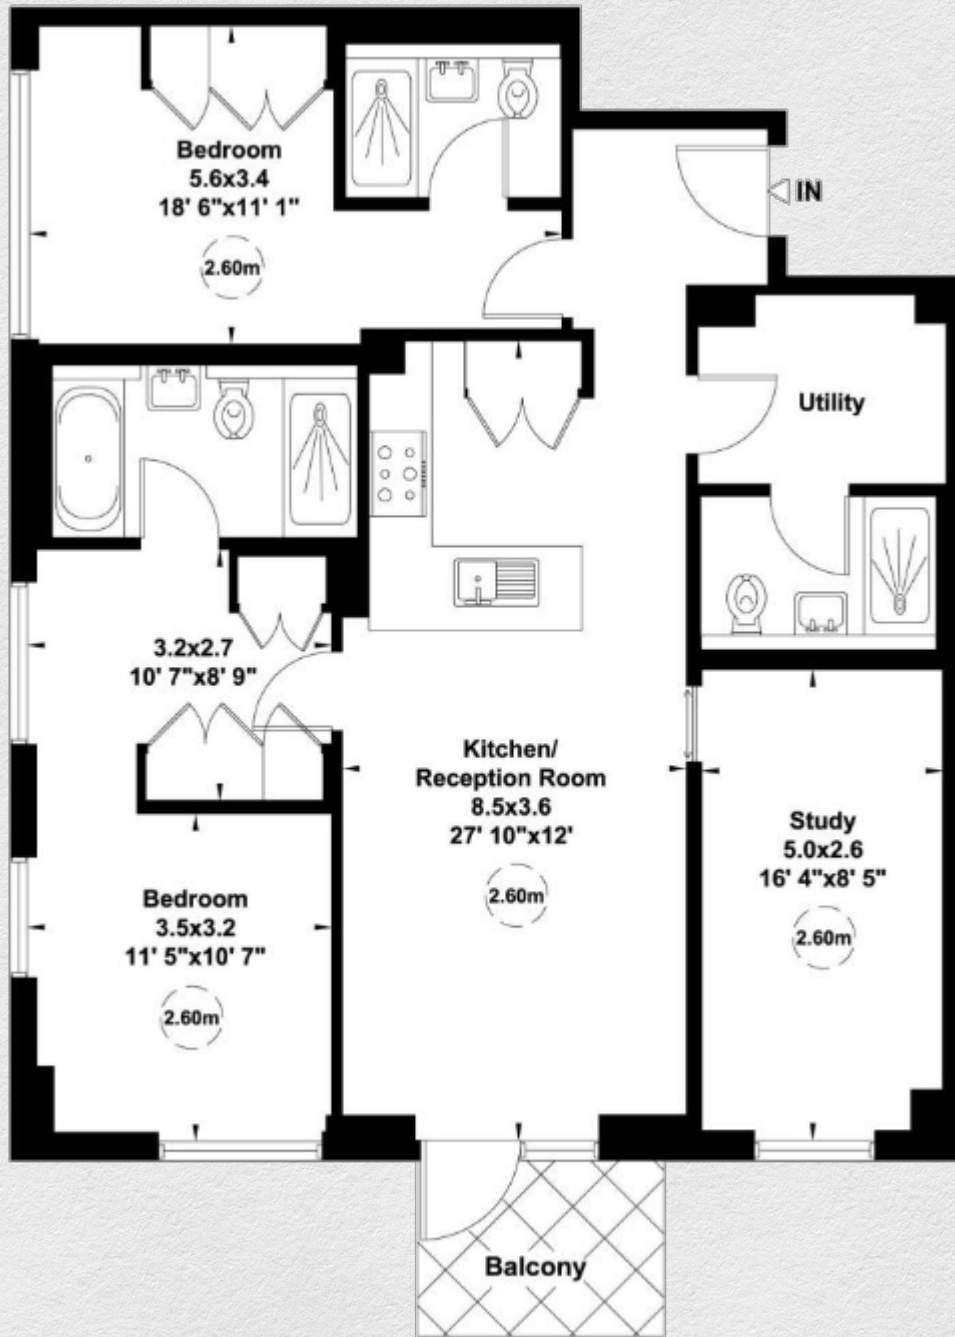 Bedroom
5.6x3.4
18' 6"x11' 1"
2.60m
IN
Utility
3.2x2.7
10' 7"x8' 9"
Kitchen/
Reception Room
8.5x3.6
27' 10"x12'
2.60m
Study
5.0x2.6
16' 4"x8' 5"
2.60m
Bedroom
3.5x3.2
11' 5"x10' 7"
2.60m
Balcony